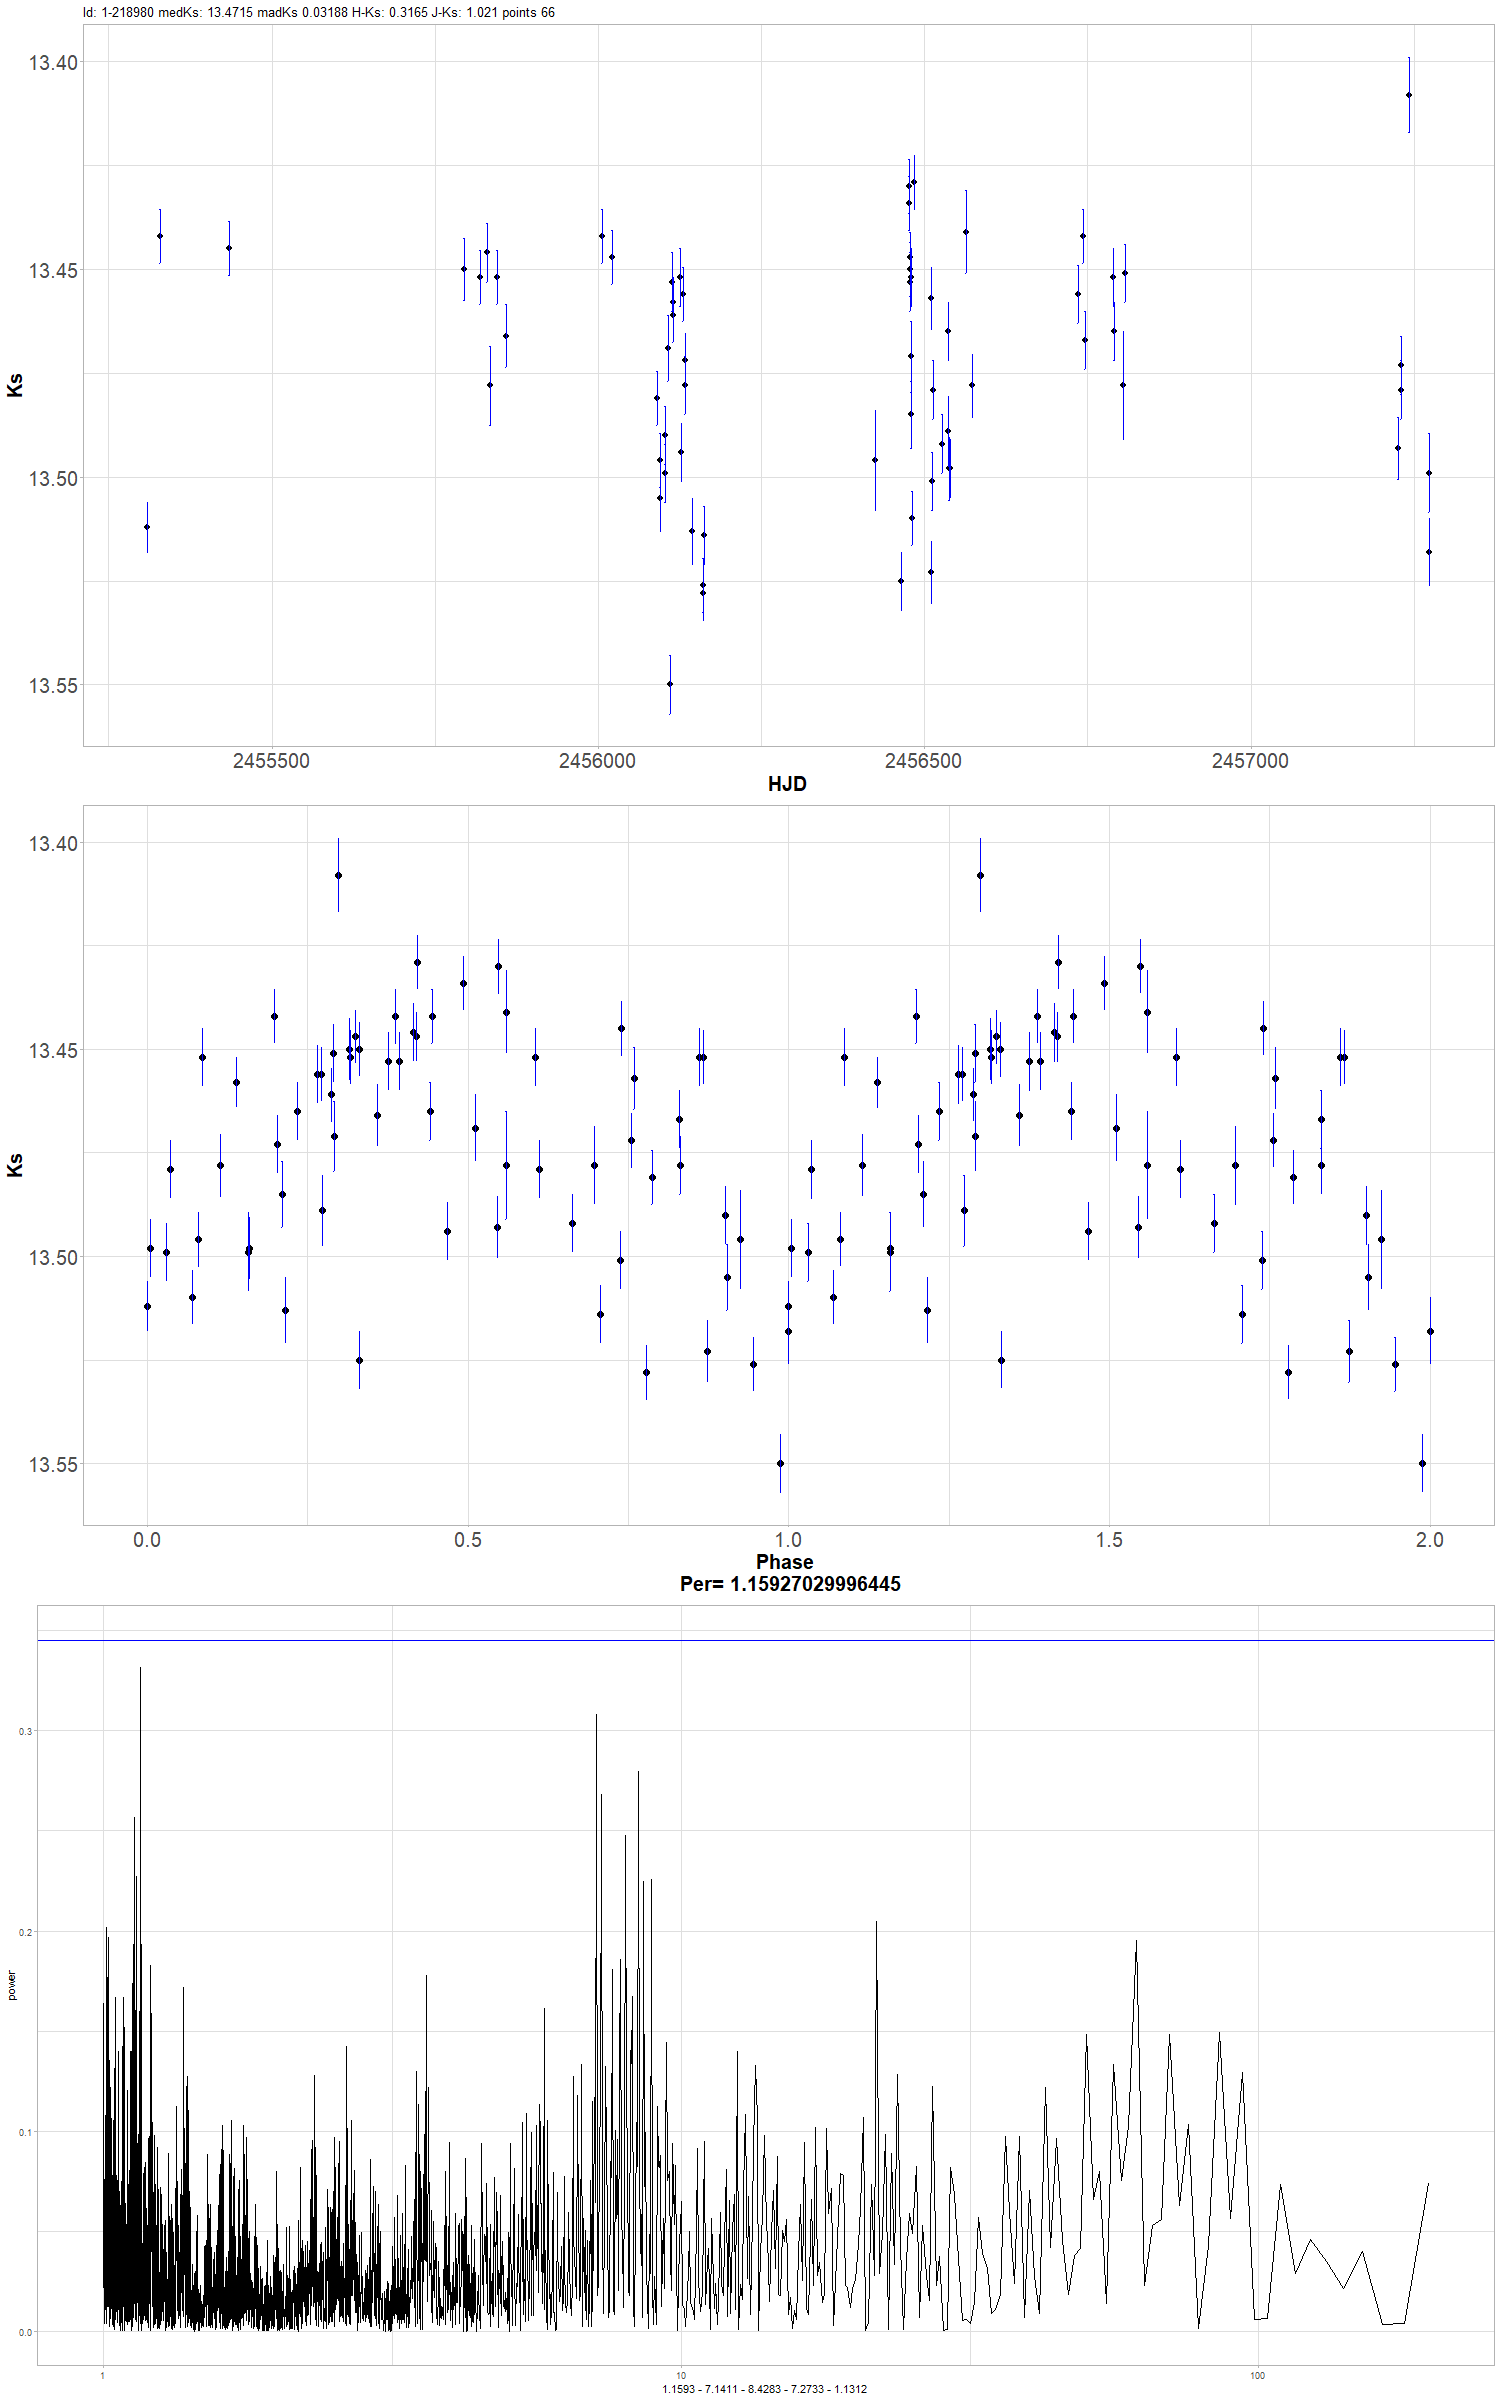 Id: 1-218980 medKs: 13.4715 madKs 0.03188 H-Ks: 0.3165 J-Ks: 1.021 points 66
13.40
13.45
13.50
13.55
Ks
2455500 2456000 2456500 2457000
HJD
13.40
13.45
13.50
13.55
Ks
0.0 0.5 1.0 1.5 2.0
Phase
Per= 1.15927029996445
0.3
0.2
0.1
0.0
power
1 10 100
1.1593 - 7.1411 - 8.4283 - 7.2733 - 1.1312